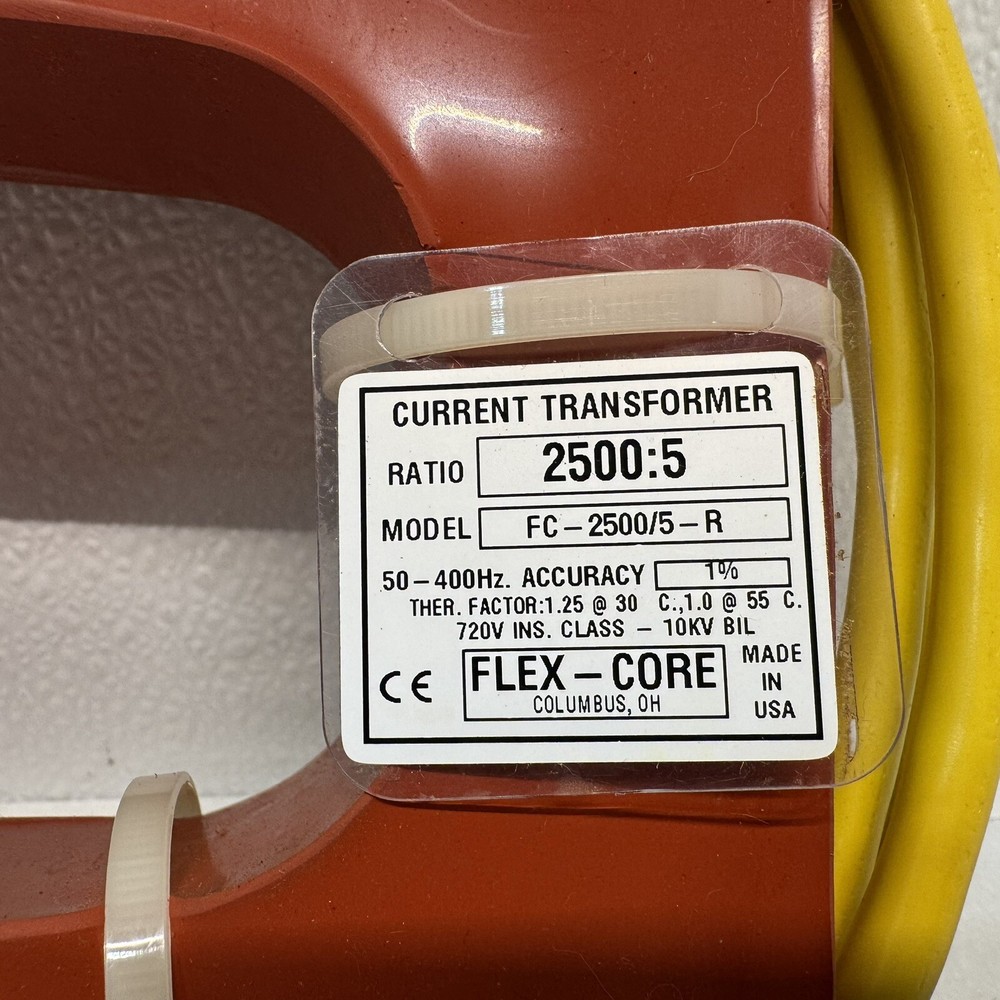 CURRENT TRANSFORMER
RATIO 2500:5
MODEL FC-2500/5-R
50-400Hz. ACCURACY 1%
THER. FACTOR:1.25 @ 30 C.,1.0 @ 55 C.
720V INS. CLASS - 10KV BIL
CE FLEX-CORE MADE
COLUMBUS, OH IN
USA